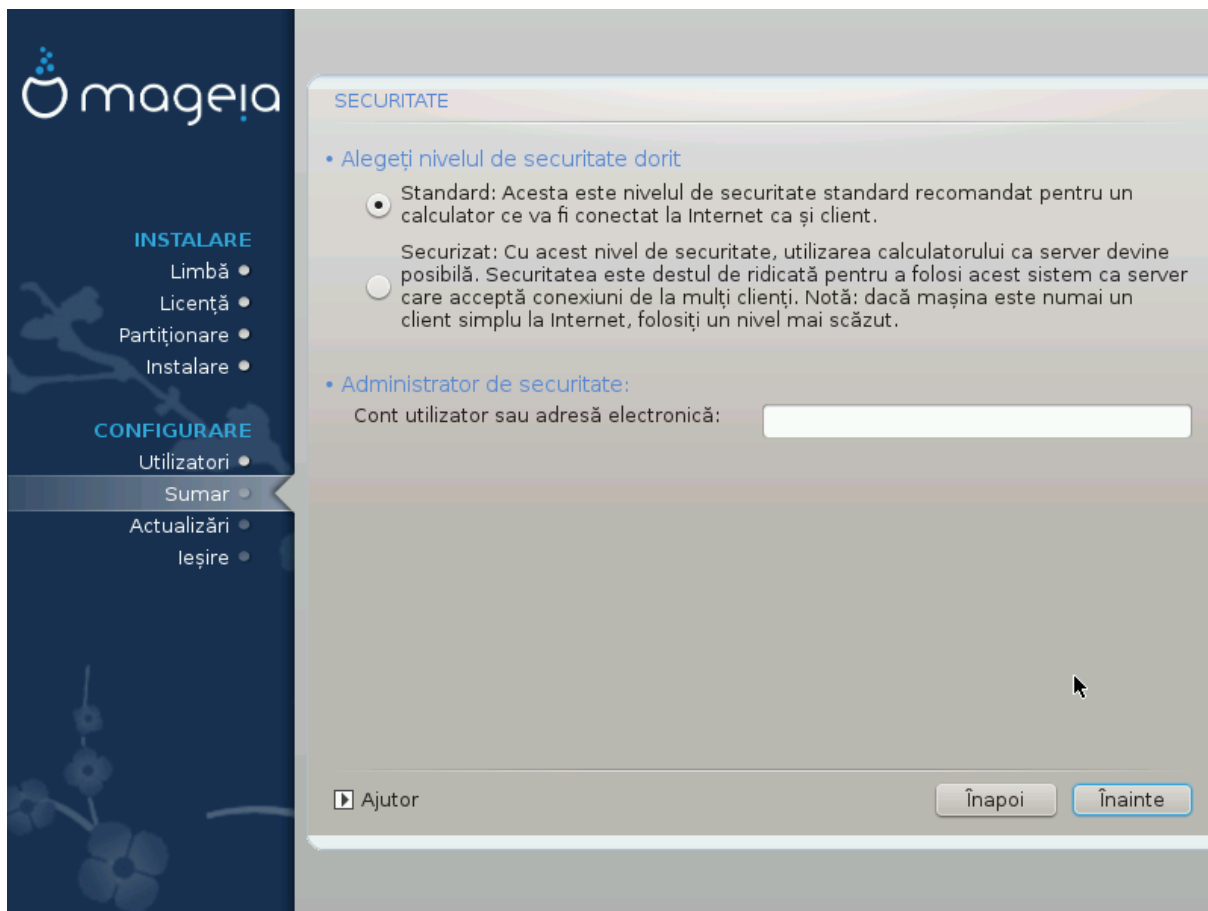 mageia
INSTALARE
Limbă
Licență
Partiționare
Instalare
CONFIGURARE
Utilizatori
Sumar
Actualizări
Ieșire
SECURITATE
• Alegeți nivelul de securitate dorit
Standard: Acesta este nivelul de securitate standard recomandat pentru un
calculator ce va fi conectat la Internet ca și client.
Securizat: Cu acest nivel de securitate, utilizarea calculatorului ca server devine
posibilă. Securitatea este destul de ridicată pentru a folosi acest sistem ca server
care acceptă conexiuni de la mulți clienți. Notă: dacă mașina este numai un
client simplu la Internet, folosiți un nivel mai scăzut.
• Administrator de securitate:
Cont utilizator sau adresă electronică:
Ajutor
Înapoi
Înainte